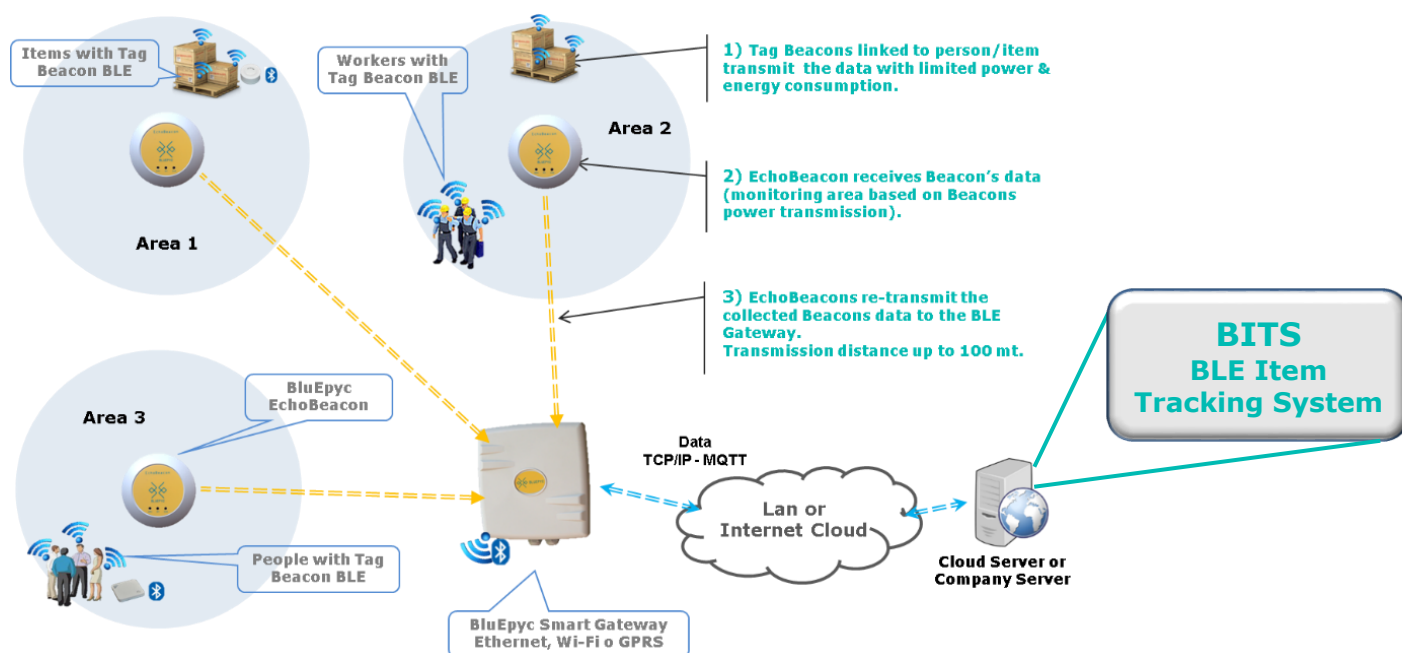 Items with Tag
Beacon BLE
Area 1
Workers with
Tag Beacon BLE
Area 2
1) Tag Beacons linked to person/item
transmit the data with limited power &
energy consumption.
2) EchoBeacon receives Beacon's data
(monitoring area based on Beacons
power transmission).
3) EchoBeacons re-transmit the
collected Beacons data to the BLE
Gateway.
Transmission distance up to 100 mt.
BITS
BLE Item
Tracking System
Area 3
BluEpyc
EchoBeacon
People with Tag
Beacon BLE
BluEpyc Smart Gateway
Ethernet, Wi-Fi o GPRS
Data
TCP/IP - MQTT
Lan or
Internet Cloud
Cloud Server or
Company Server